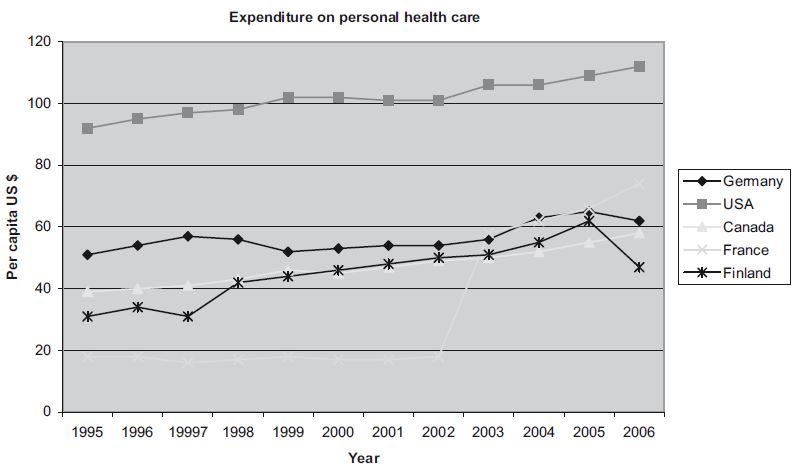 Expenditure on personal health care
120
100
80
60
40
20
0
Per capita US $
1995 1996 19997 1998 1999 2000 2001 2002 2003 2004 2005 2006
Year
Germany
USA
Canada
France
Finland